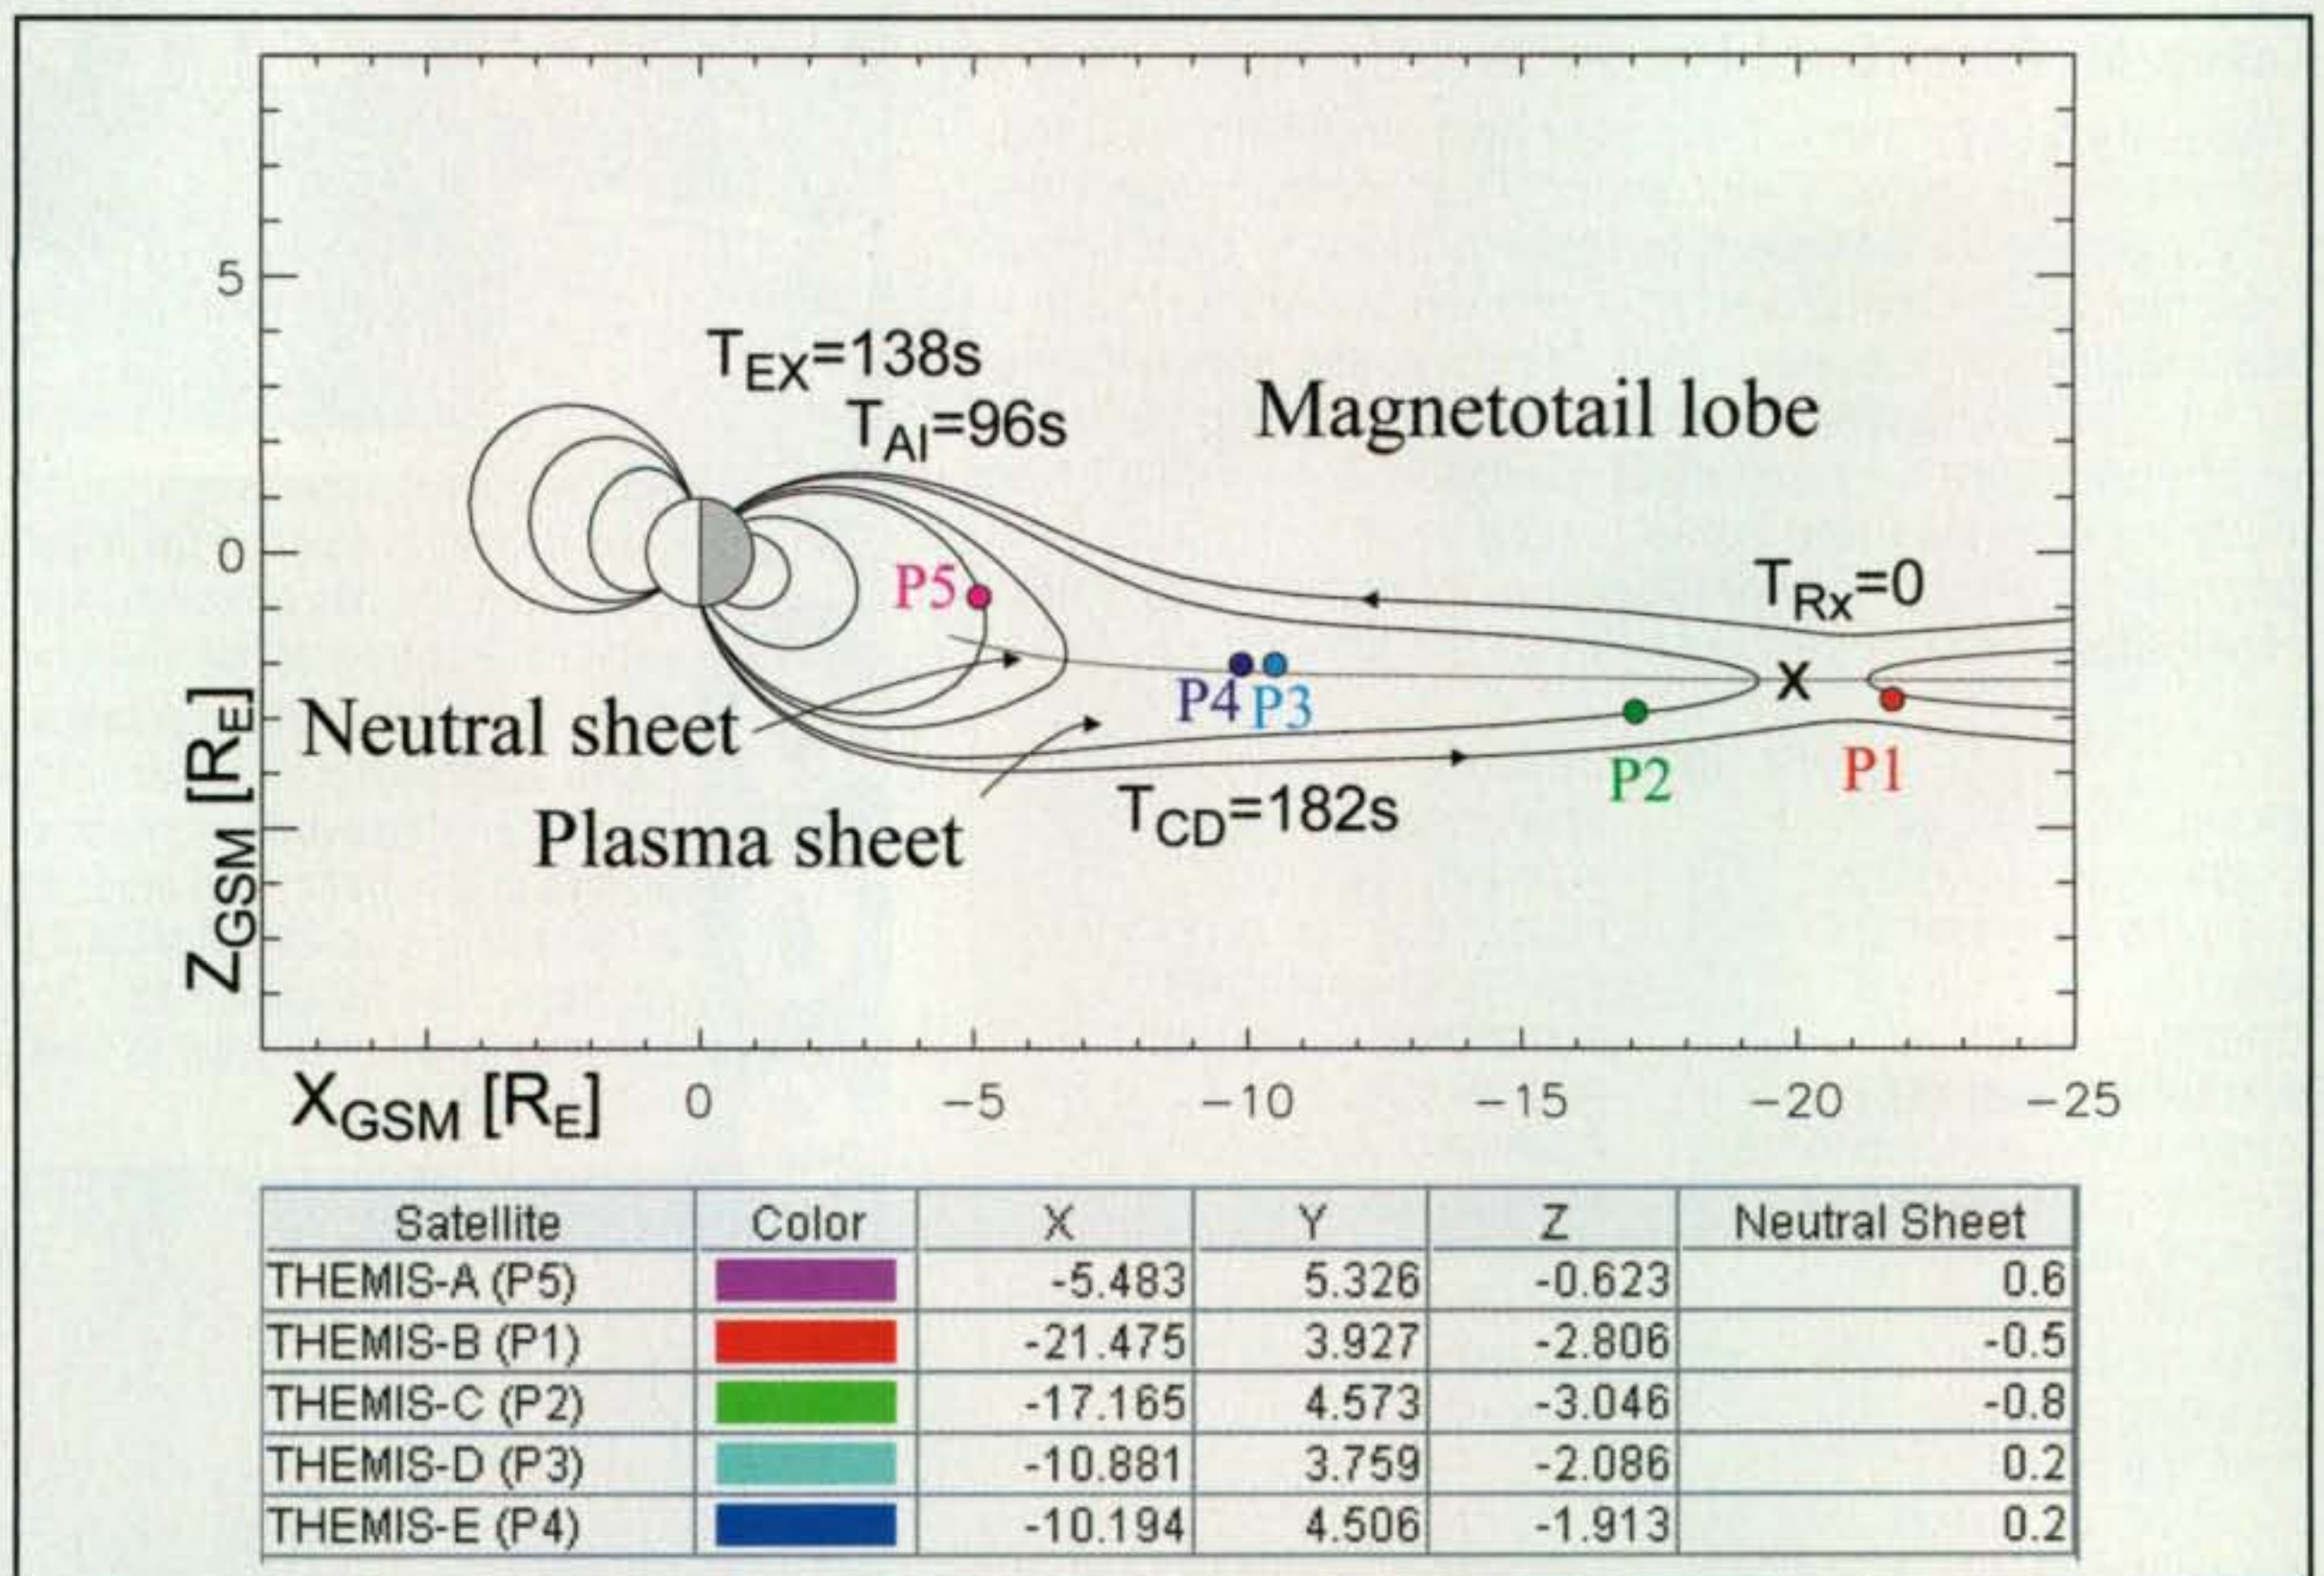 5
T_EX=138s
T_AI=96s
Magnetotail lobe
0
P5
T_Rx=0
X
P4 P3
Neutral sheet
P2
P1
T_CD=182s
Plasma sheet
Z_GSM [R_E]
X_GSM [R_E] 0 −5 −10 −15 −20 −25
Satellite Color X Y Z Neutral Sheet
THEMIS-A (P5) -5.483 5.326 -0.623 0.6
THEMIS-B (P1) -21.475 3.927 -2.806 -0.5
THEMIS-C (P2) -17.165 4.573 -3.046 -0.8
THEMIS-D (P3) -10.881 3.759 -2.086 0.2
THEMIS-E (P4) -10.194 4.506 -1.913 0.2